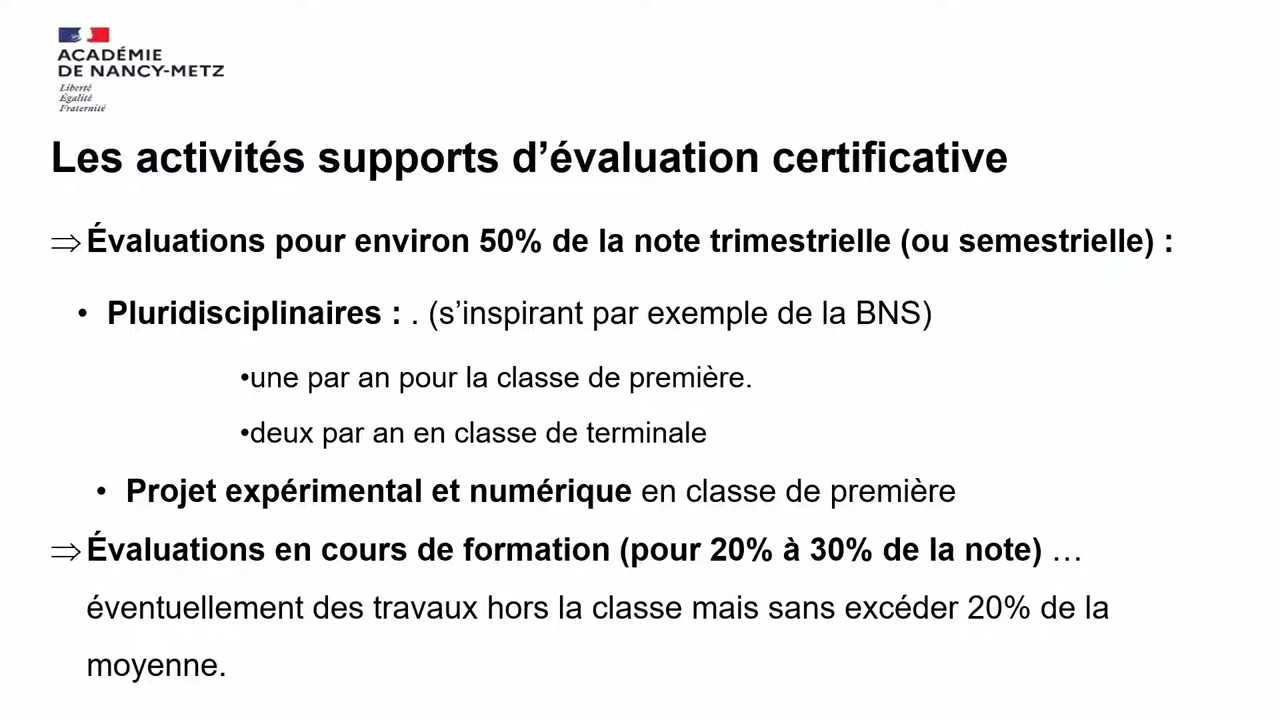 ACADÉMIE
DE NANCY-METZ
Liberté
Égalité
Fraternité
Les activités supports d’évaluation certificative
⇒Évaluations pour environ 50% de la note trimestrielle (ou semestrielle) :
• Pluridisciplinaires : . (s’inspirant par exemple de la BNS)
•une par an pour la classe de première.
•deux par an en classe de terminale
• Projet expérimental et numérique en classe de première
⇒Évaluations en cours de formation (pour 20% à 30% de la note) …
éventuellement des travaux hors la classe mais sans excéder 20% de la
moyenne.